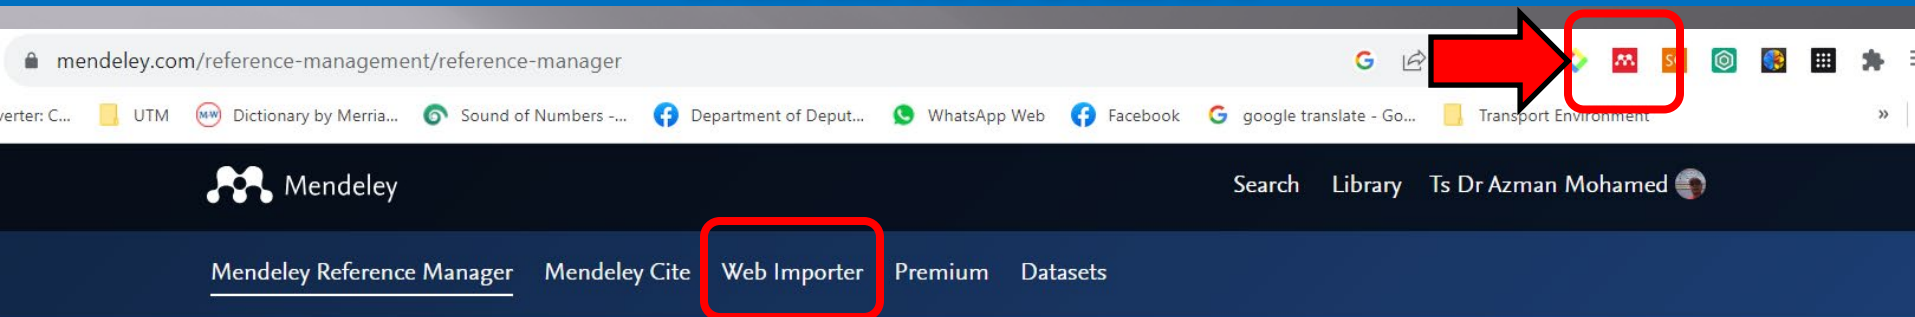 mendeley.com/reference-management/reference-manager
verter: C... UTM Dictionary by Merria... Sound of Numbers -... Department of Deput... WhatsApp Web Facebook google translate - Go... Transport Environment »
Mendeley Search Library Ts Dr Azman Mohamed
Mendeley Reference Manager Mendeley Cite Web Importer Premium Datasets